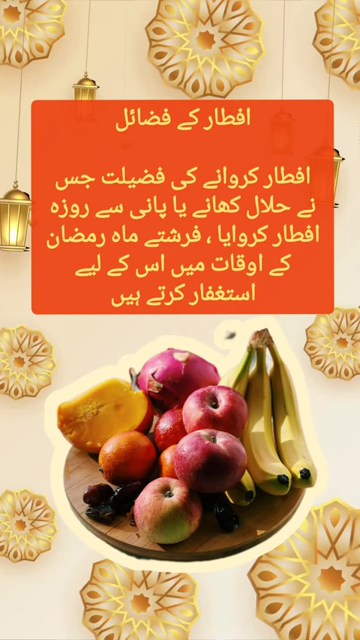 افطار کے فضائل
افطار کروانے کی فضیلت جس
نے حلال کھانے یا پانی سے روزہ
افطار کروایا ، فرشتے ماہ رمضان
کے اوقات میں اس کے لیے
استغفار کرتے ہیں